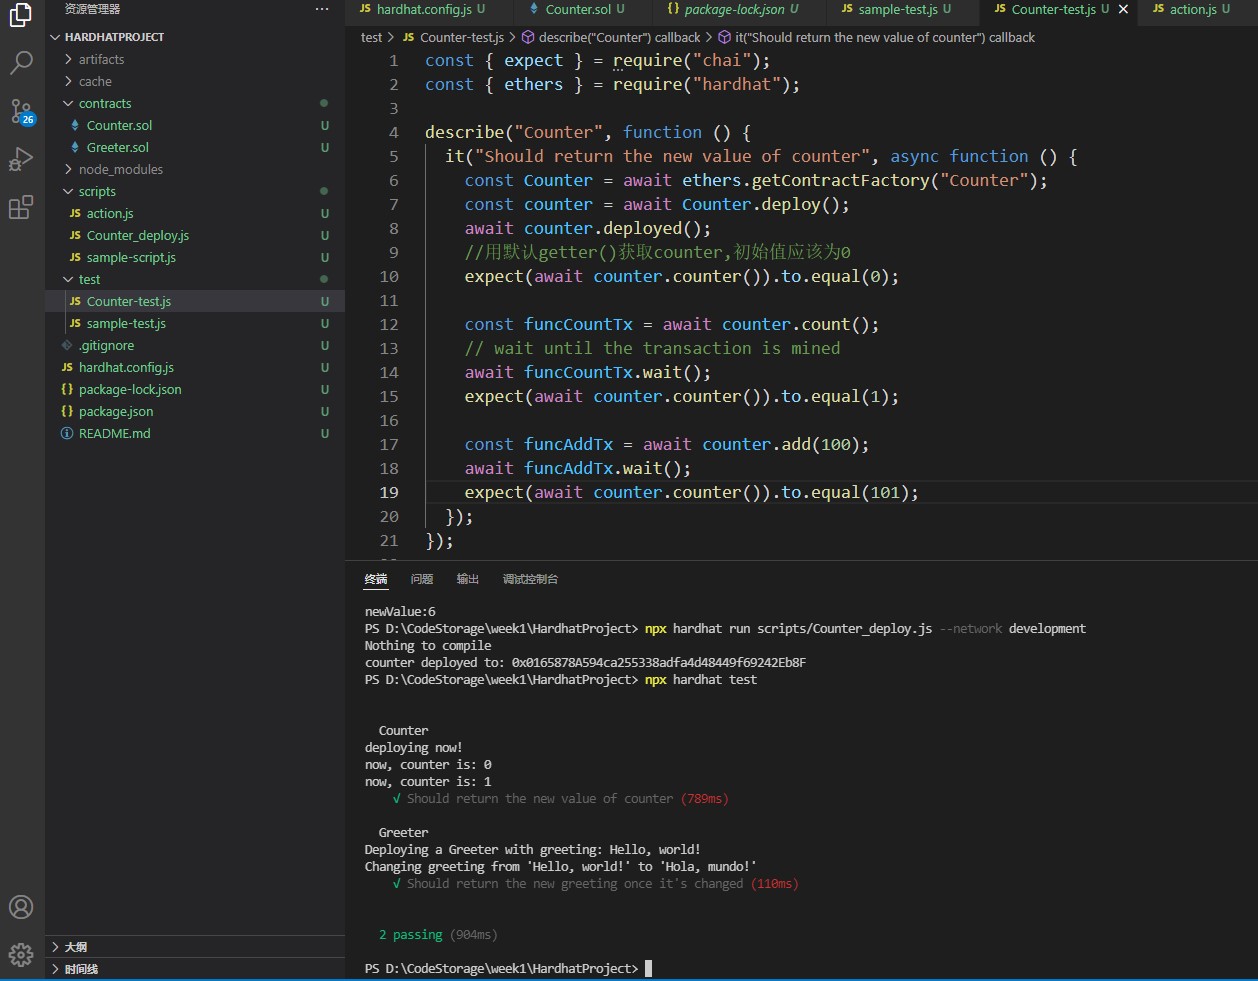 资源管理器 ···
HARDHATPROJECT
artifacts
cache
contracts
Counter.sol U
Greeter.sol U
node_modules
scripts
JS action.js U
JS Counter_deploy.js U
JS sample-script.js U
test
JS Counter-test.js U
JS sample-test.js U
.gitignore U
JS hardhat.config.js U
{} package-lock.json U
{} package.json U
README.md U
26
大纲
时间线
JS hardhat.config.js U Counter.sol U {} package-lock.json U JS sample-test.js U JS Counter-test.js U JS action.js U
test > JS Counter-test.js > describe("Counter") callback > it("Should return the new value of counter") callback
1 const { expect } = require("chai");
2 const { ethers } = require("hardhat");
3
4 describe("Counter", function () {
5 it("Should return the new value of counter", async function () {
6 const Counter = await ethers.getContractFactory("Counter");
7 const counter = await Counter.deploy();
8 await counter.deployed();
9 //用默认getter()获取counter,初始值应该为0
10 expect(await counter.counter()).to.equal(0);
11
12 const funcCountTx = await counter.count();
13 // wait until the transaction is mined
14 await funcCountTx.wait();
15 expect(await counter.counter()).to.equal(1);
16
17 const funcAddTx = await counter.add(100);
18 await funcAddTx.wait();
19 expect(await counter.counter()).to.equal(101);
20 });
21 });
终端 问题 输出 调试控制台
newValue:6
PS D:\CodeStorage\week1\HardhatProject> npx hardhat run scripts/Counter_deploy.js --network development
Nothing to compile
counter deployed to: 0x0165878A594ca255338adfa4d48449f69242Eb8F
PS D:\CodeStorage\week1\HardhatProject> npx hardhat test
Counter
deploying now!
now, counter is: 0
now, counter is: 1
√ Should return the new value of counter (789ms)
Greeter
Deploying a Greeter with greeting: Hello, world!
Changing greeting from 'Hello, world!' to 'Hola, mundo!'
√ Should return the new greeting once it's changed (110ms)
2 passing (904ms)
PS D:\CodeStorage\week1\HardhatProject>